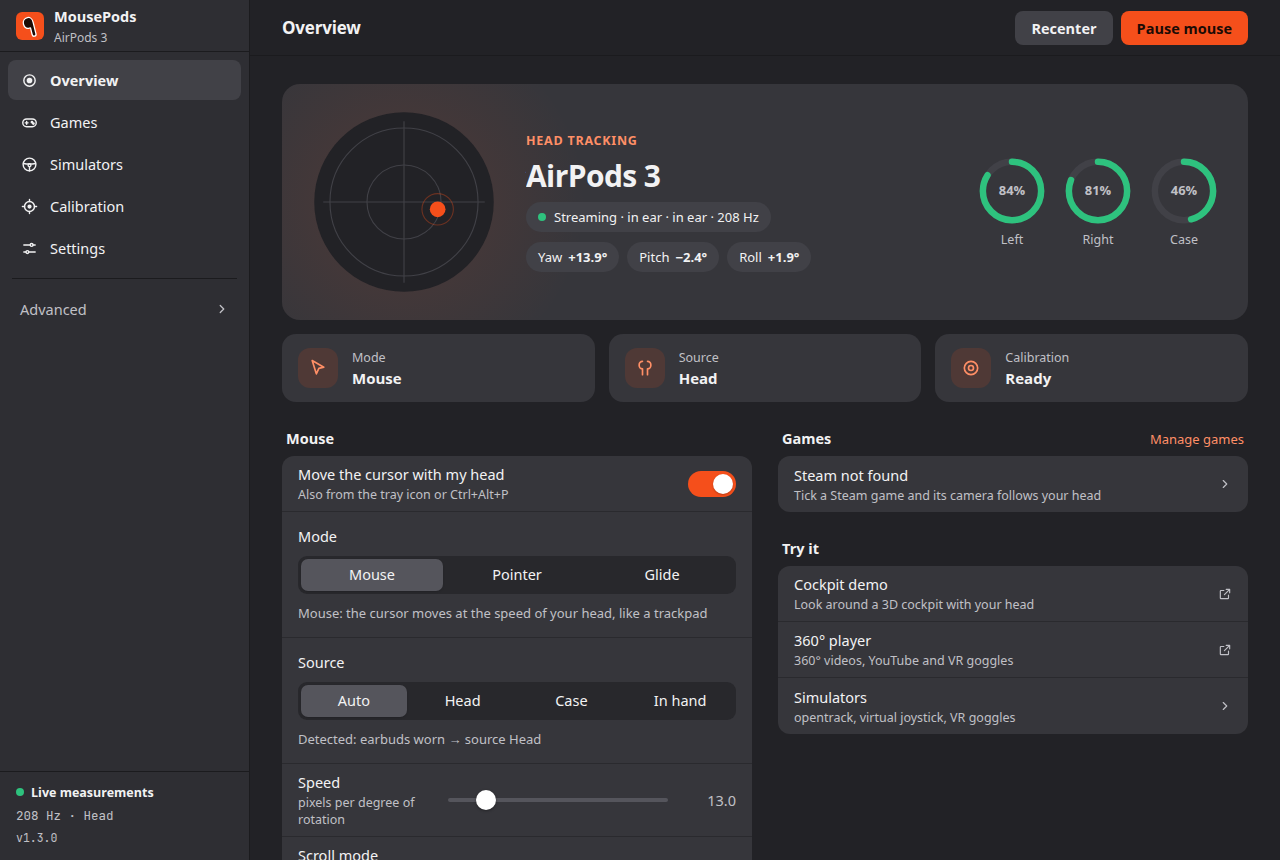 MousePods
AirPods 3
Overview
Games
Simulators
Calibration
Settings
Advanced
Live measurements
208 Hz · Head
v1.3.0
Overview
Recenter
Pause mouse
HEAD TRACKING
AirPods 3
Streaming · in ear · in ear · 208 Hz
Yaw +13.9°
Pitch −2.4°
Roll +1.9°
84%
Left
81%
Right
46%
Case
Mode
Mouse
Source
Head
Calibration
Ready
Mouse
Move the cursor with my head
Also from the tray icon or Ctrl+Alt+P
Mode
Mouse
Pointer
Glide
Mouse: the cursor moves at the speed of your head, like a trackpad
Source
Auto
Head
Case
In hand
Detected: earbuds worn → source Head
Speed
pixels per degree of
rotation
13.0
Scroll mode
Games
Manage games
Steam not found
Tick a Steam game and its camera follows your head
Try it
Cockpit demo
Look around a 3D cockpit with your head
360° player
360° videos, YouTube and VR goggles
Simulators
opentrack, virtual joystick, VR goggles